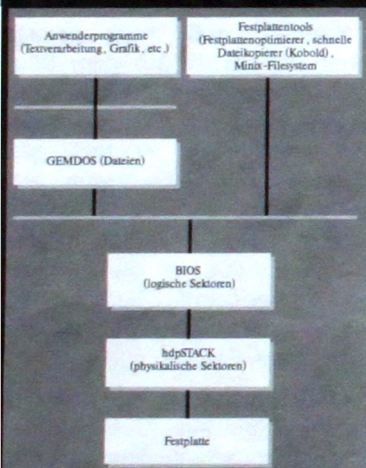 Anwenderprogramme
(Textverarbeitung, Grafik, etc.)
Festplattentools
(Festplattenoptimierer, schnelle
Dateikopierer (Kobold),
Minix-Filesystem
GEMDOS (Dateien)
BIOS
(logische Sektoren)
hdpSTACK
(physikalische Sektoren)
Festplatte